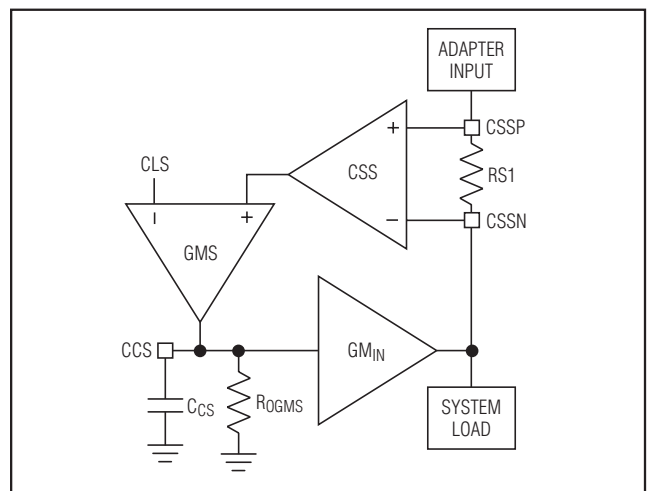 ADAPTER
INPUT
CSSP
+
CSS
RS1
CLS
−
CSSN
− +
GMS
CCS
GMIN
CCS
ROGMS
SYSTEM
LOAD